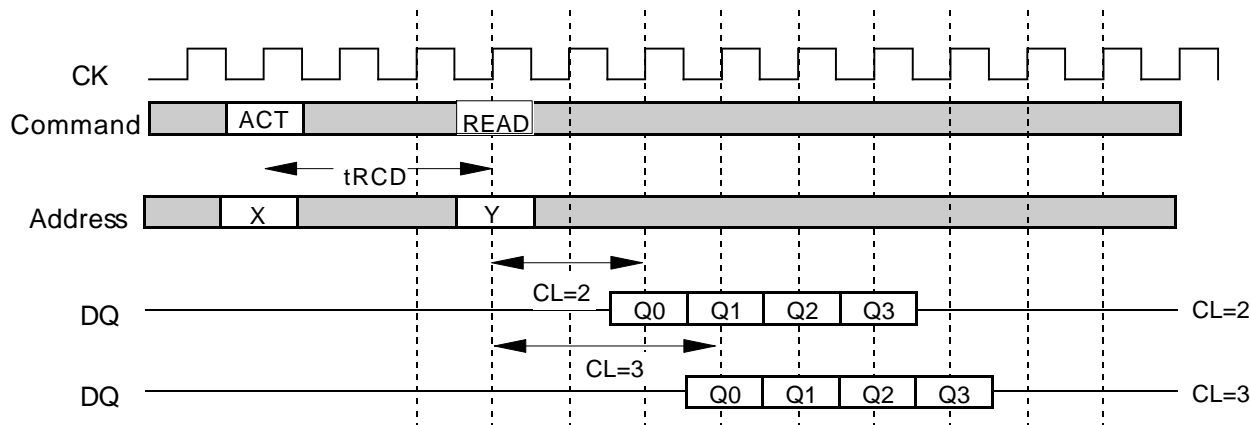 CK
Command ACT READ
tRCD
Address X Y
CL=2
DQ Q0 Q1 Q2 Q3 CL=2
CL=3
DQ Q0 Q1 Q2 Q3 CL=3